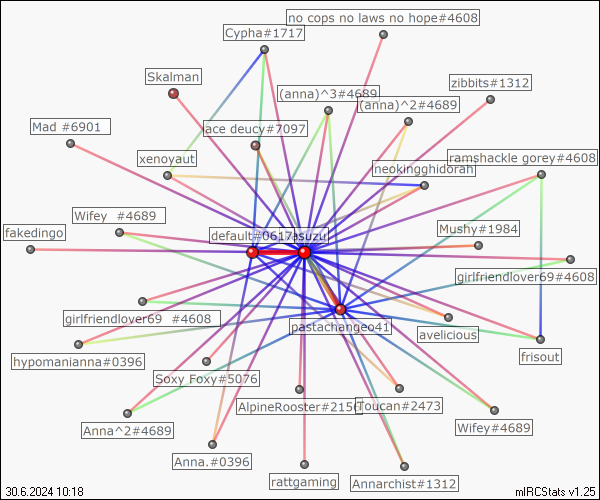 no cops no laws no hope#4608
Cypha#1717
Skalman
zibbits#1312
(anna)^3#4689
(anna)^2#4689
Mad #6901
ace deucy#7097
xenoyaut
ramshackle gorey#4608
neokingghidorah
Wifey #4689
fakedingo
default#0617
asuzu
Mushy#1984
girlfriendlover69#4608
girlfriendlover69 #4608
pastachangeo41
avelicious
hypomanianna#0396
frisout
Soxy_Foxy#5076
AlpineRooster#2156
Toucan#2473
Anna^2#4689
Wifey#4689
Anna.#0396
rattgaming
Annarchist#1312
30.6.2024 10:18
mIRCStats v1.25